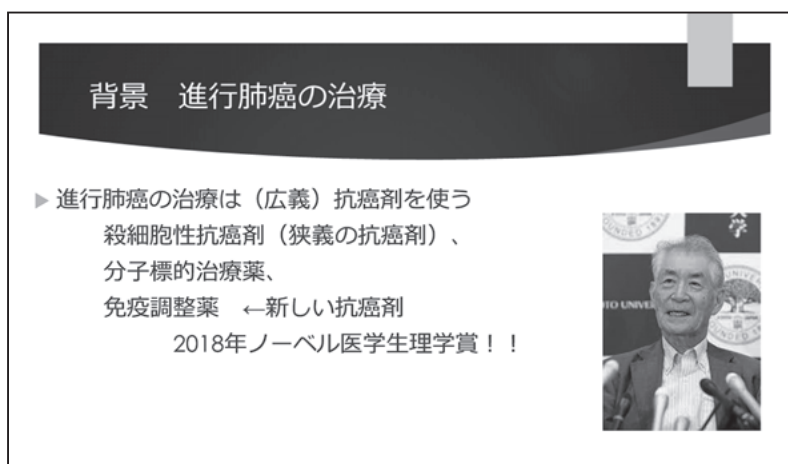 背景　進行肺癌の治療
進行肺癌の治療は（広義）抗癌剤を使う
殺細胞性抗癌剤（狭義の抗癌剤）、
分子標的治療薬、
免疫調整薬　←新しい抗癌剤
2018年ノーベル医学生理学賞！！
学
OTO UNIVER